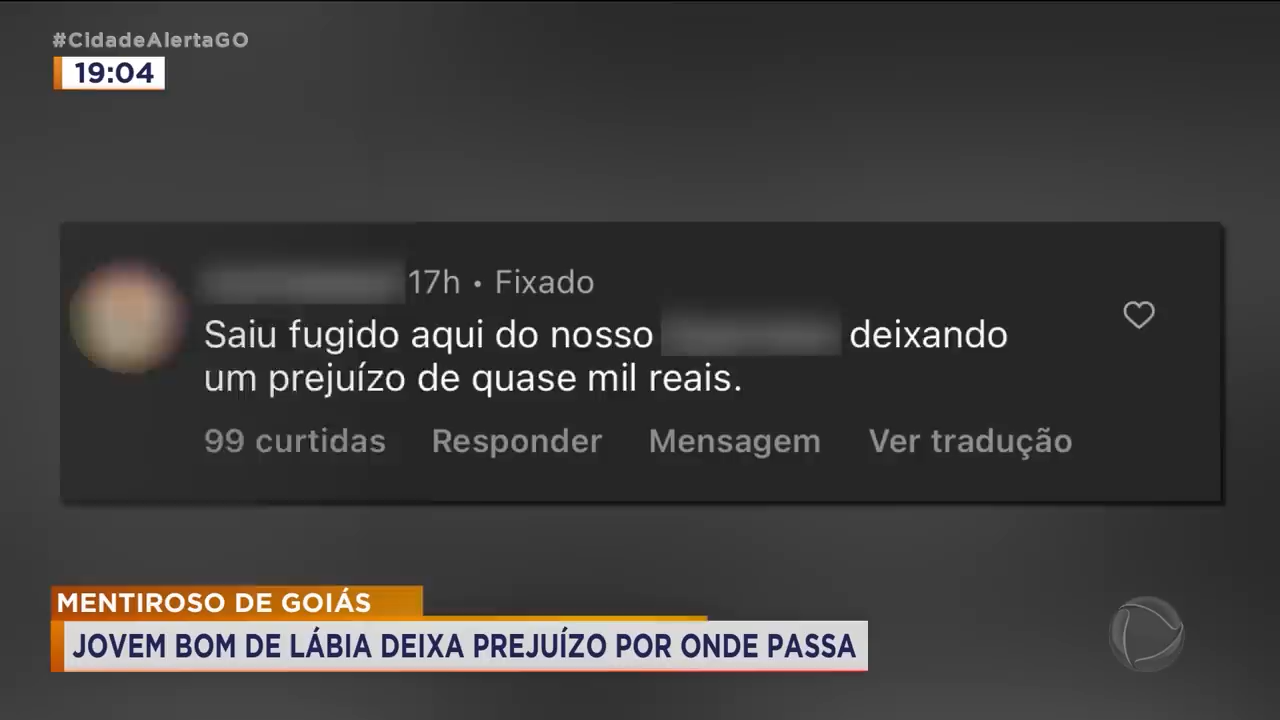 #CidadeAlertaGO
19:04
17h • Fixado
Saiu fugido aqui do nosso deixando
um prejuízo de quase mil reais.
99 curtidas Responder Mensagem Ver tradução
MENTIROSO DE GOIÁS
JOVEM BOM DE LÁBIA DEIXA PREJUÍZO POR ONDE PASSA